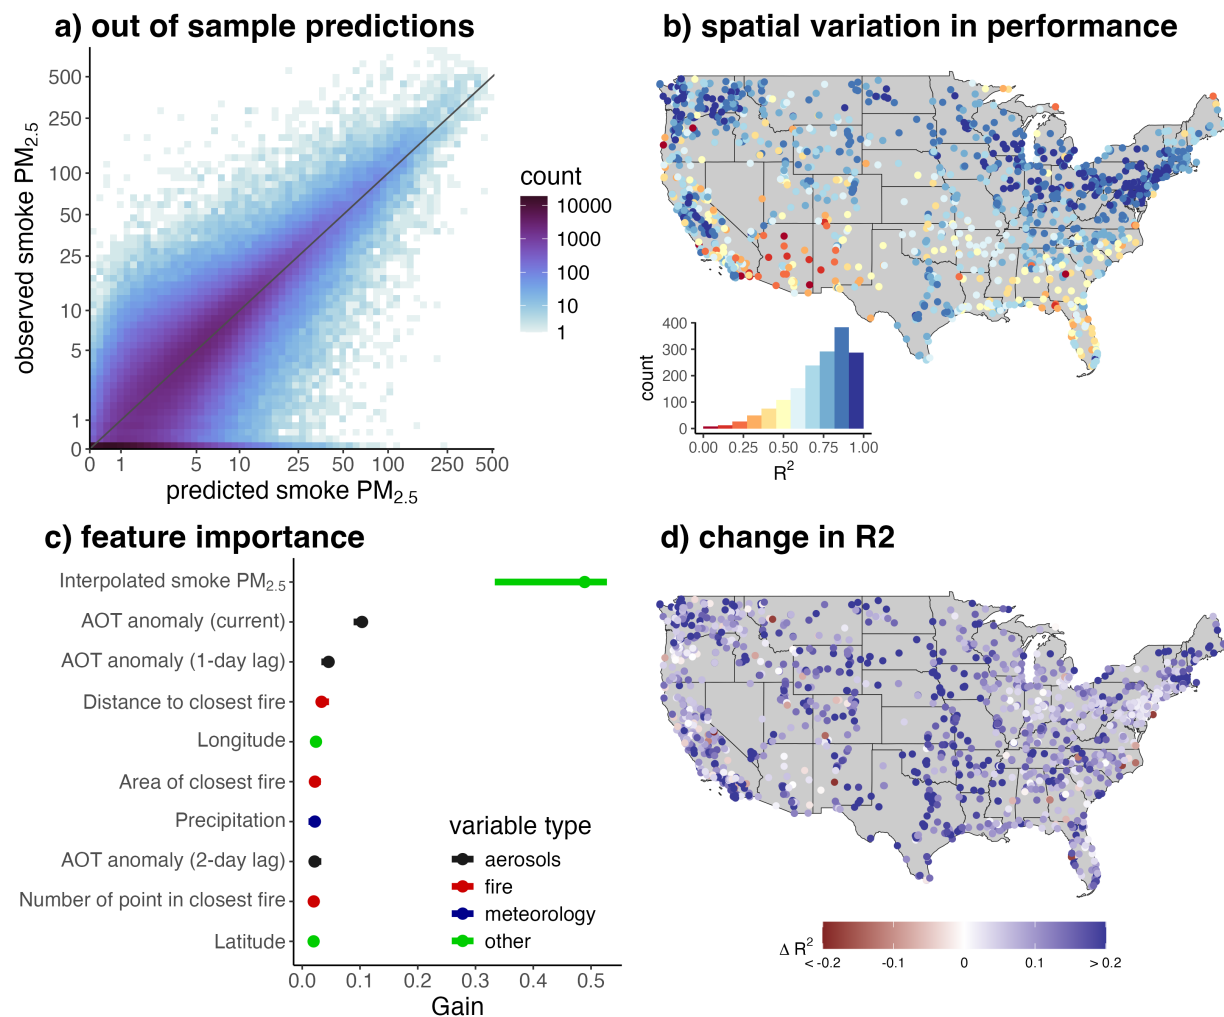 a) out of sample predictions
observed smoke PM2.5
500
250
100
50
25
10
5
1
0
0 1 5 10 25 50 100 250 500
predicted smoke PM2.5
count
10000
1000
100
10
1
b) spatial variation in performance
count
400
300
200
100
0
0.00 0.25 0.50 0.75 1.00
R2
c) feature importance
Interpolated smoke PM2.5
AOT anomaly (current)
AOT anomaly (1-day lag)
Distance to closest fire
Longitude
Area of closest fire
Precipitation
AOT anomaly (2-day lag)
Number of point in closest fire
Latitude
0.0 0.1 0.2 0.3 0.4 0.5
Gain
variable type
aerosols
fire
meteorology
other
d) change in R2
Δ R2
< -0.2 -0.1 0 0.1 > 0.2